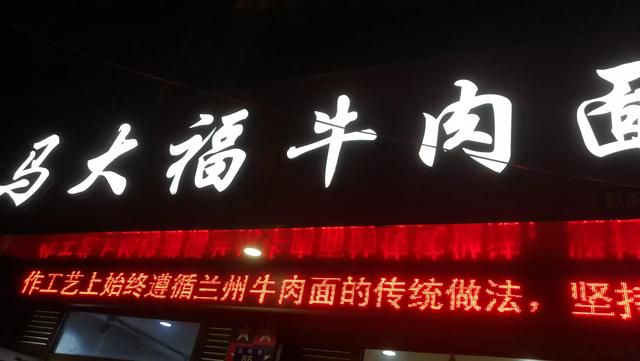 马大福牛肉面
作工艺上始终遵循兰州牛肉面的传统做法，坚持